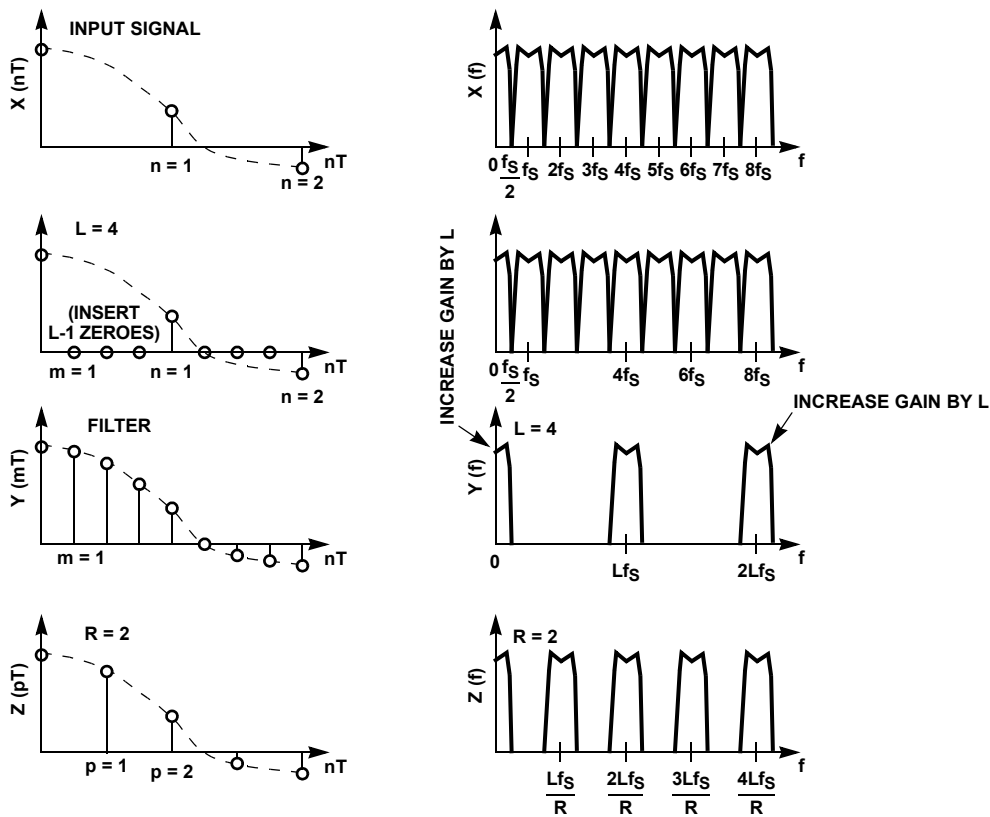 INPUT SIGNAL
X (nT)
nT
n = 1
n = 2
X (f)
0 fS/2 fS 2fS 3fS 4fS 5fS 6fS 7fS 8fS
f
L = 4
(INSERT
L-1 ZEROES)
m = 1
n = 1
nT
n = 2
INCREASE GAIN BY L
0 fS/2 fS 4fS 6fS 8fS
f
FILTER
Y (mT)
m = 1
nT
INCREASE GAIN BY L
L = 4
Y (f)
0 LfS 2LfS
f
R = 2
Z (pT)
p = 1
p = 2
nT
R = 2
Z (f)
f
LfS/R 2LfS/R 3LfS/R 4LfS/R